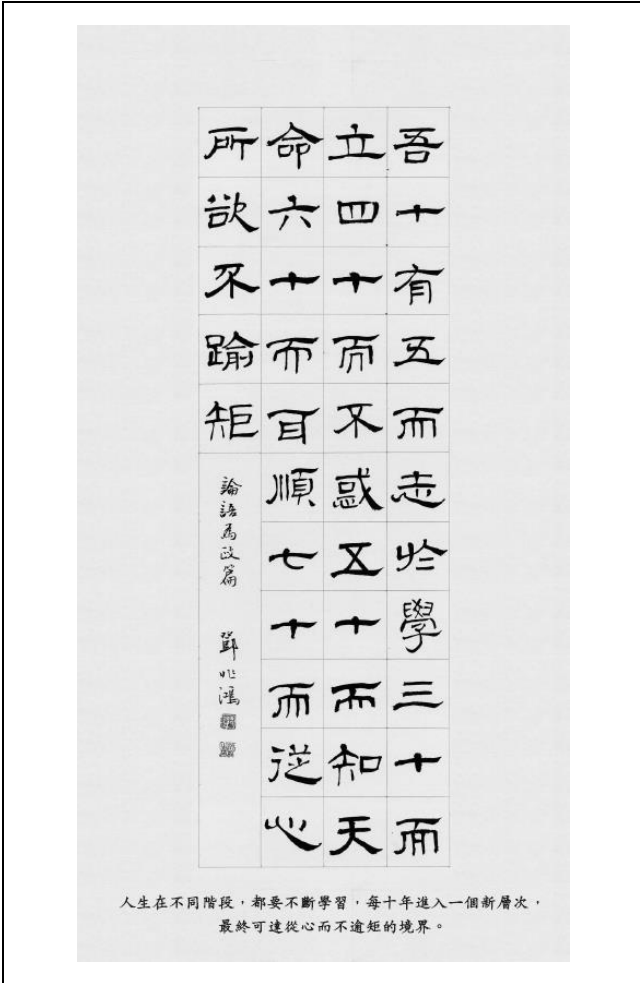 吾十有五而志於學三十而
立四十而不惑五十而知天
命六十而耳順七十而從心
所欲不踰矩
論語為政篇 鄧兆鴻
人生在不同階段，都要不斷學習，每十年進入一個新層次，
最終可達從心而不逾矩的境界。